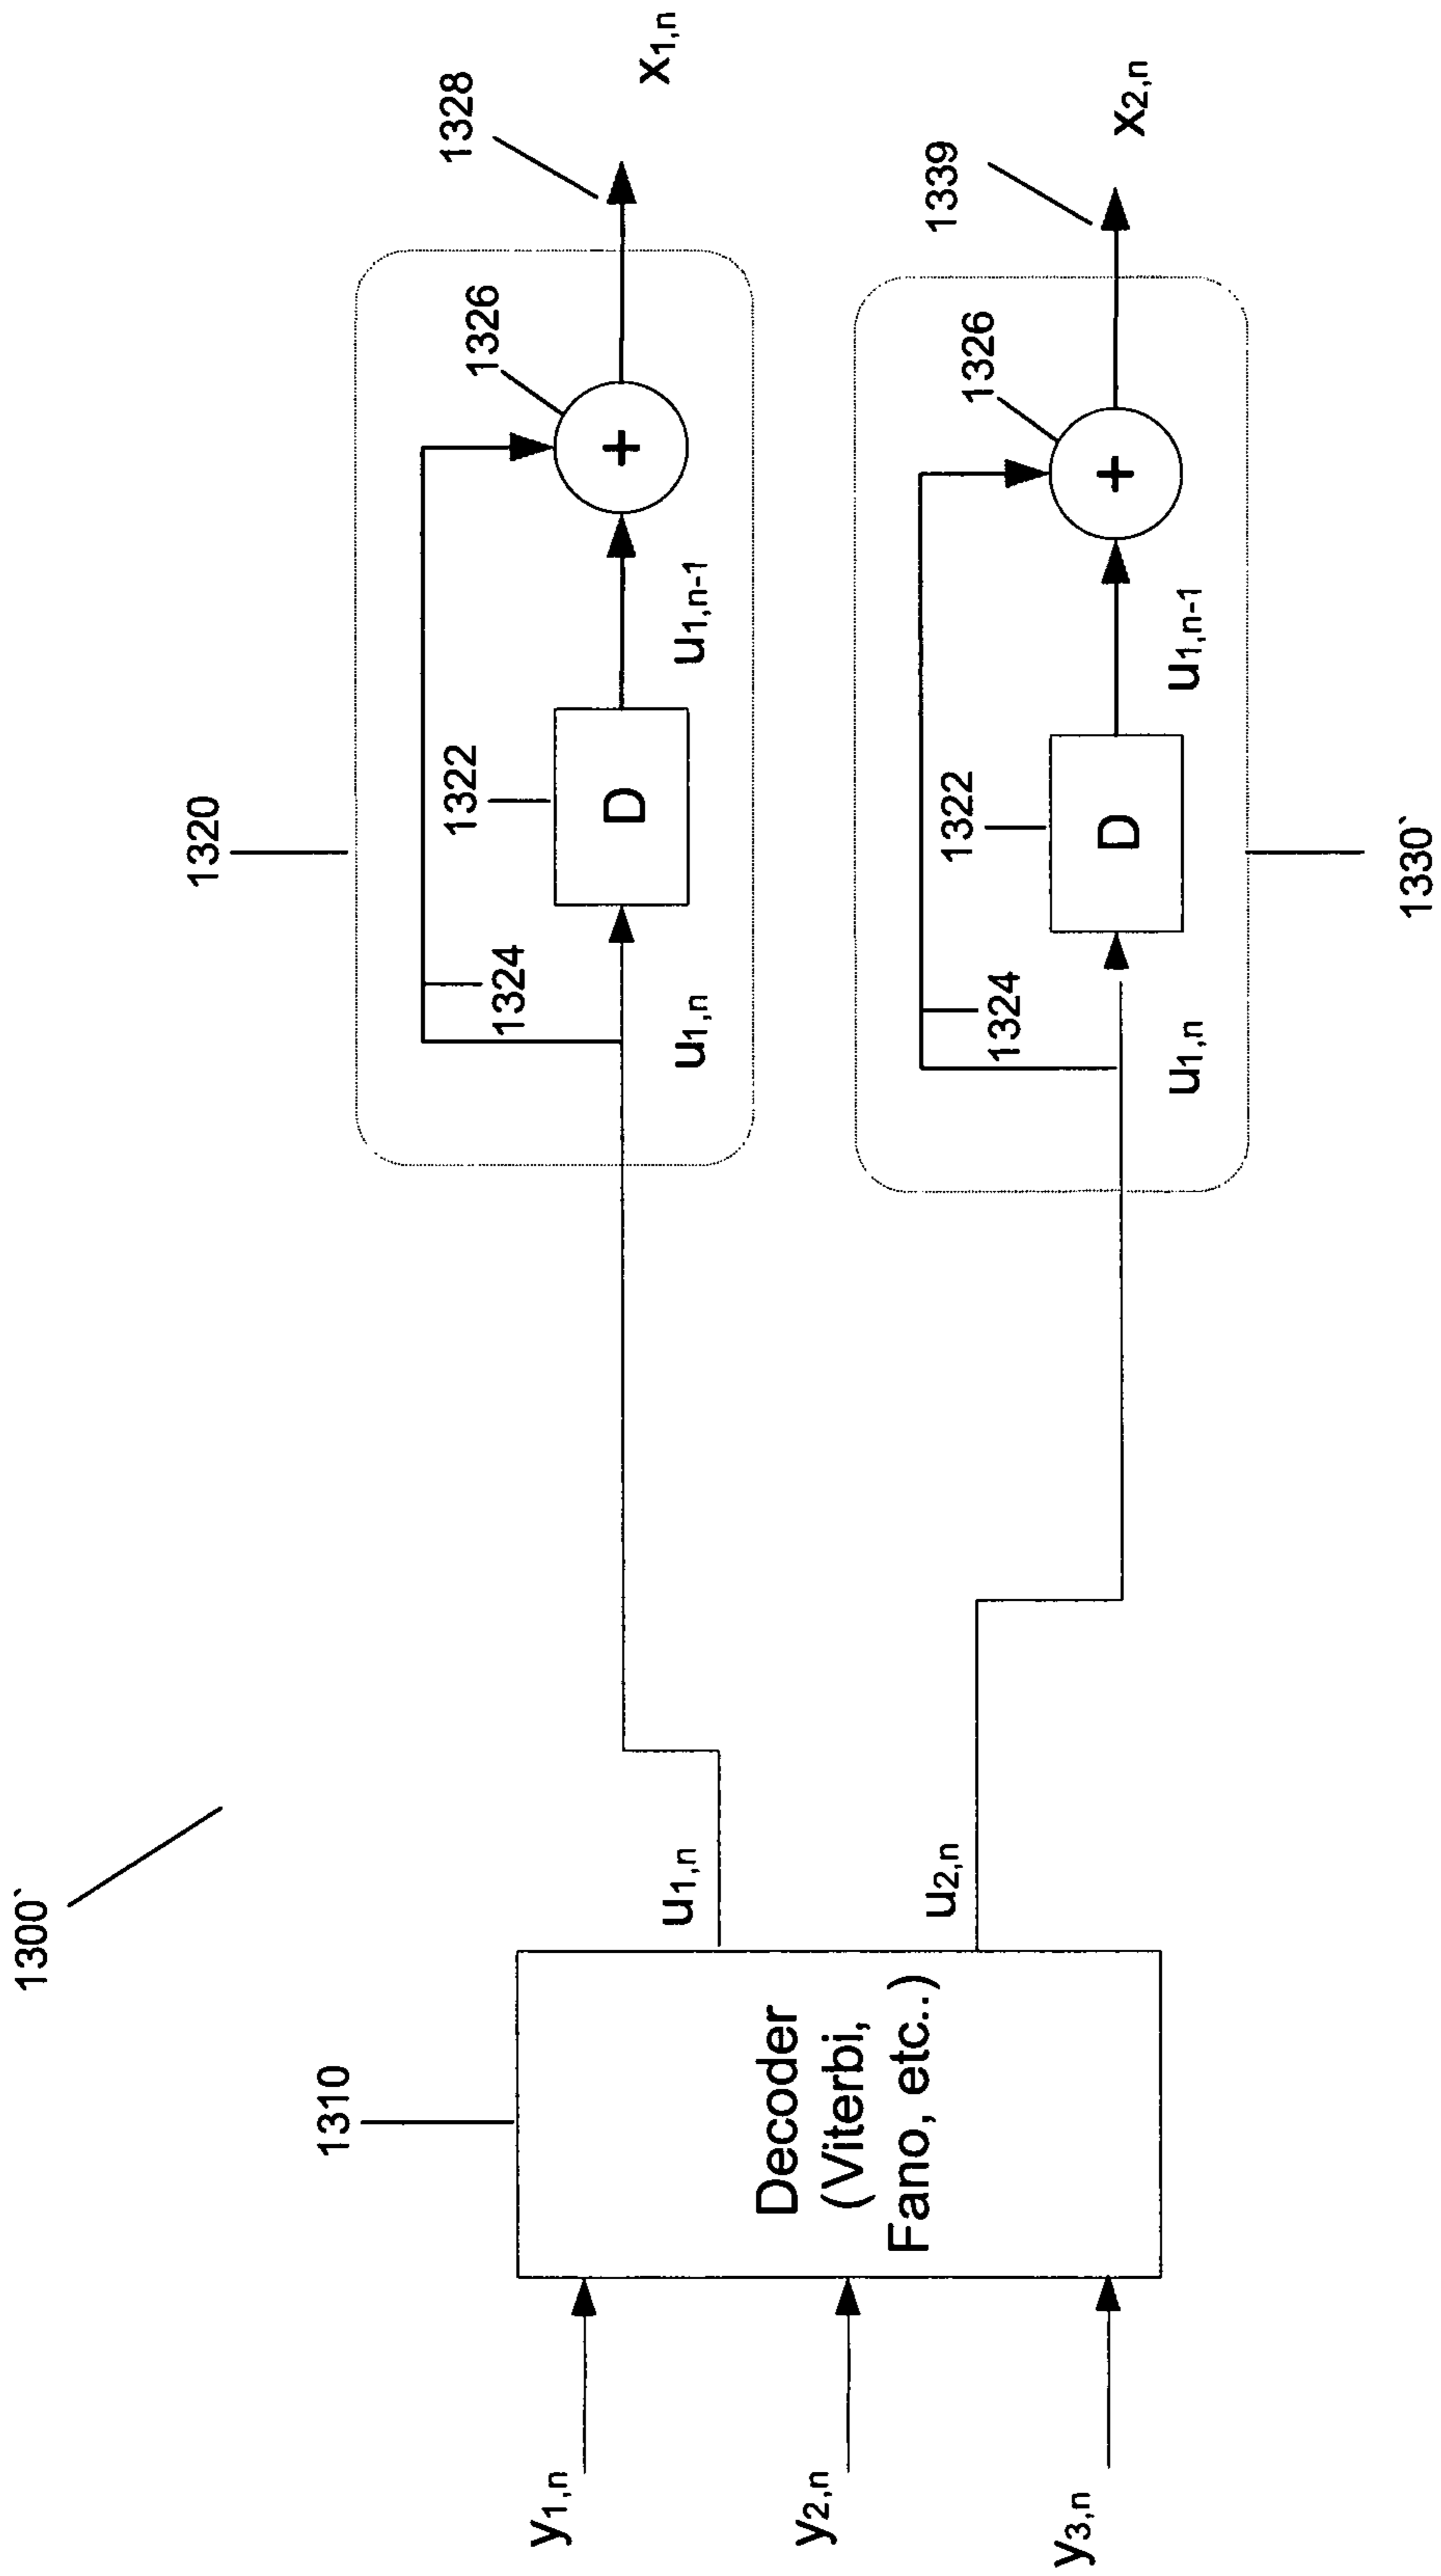 1300`
1310
Decoder
(Viterbi,
Fano, etc..)
y1,n
y2,n
y3,n
u1,n
u2,n
1320
1324
u1,n
1322
D
u1,n-1
1326
+
1328
x1,n
1324
u1,n
1322
D
u1,n-1
1326
+
1339
x2,n
1330`